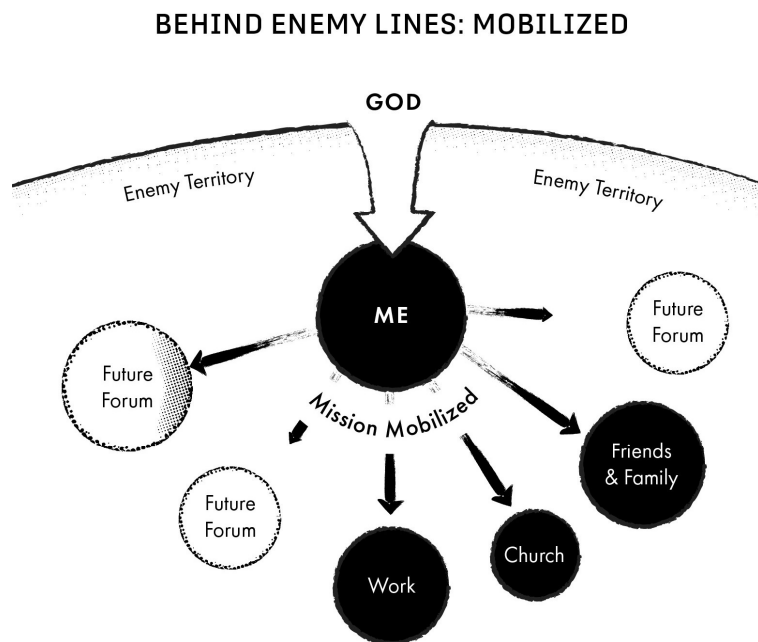 BEHIND ENEMY LINES: MOBILIZED
GOD
Enemy Territory
Enemy Territory
ME
Future
Forum
Future
Forum
Mission Mobilized
Friends
& Family
Future
Forum
Church
Work